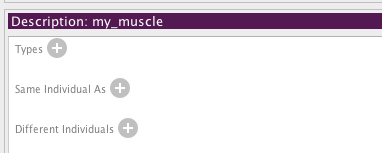 Description: my_muscle
Types
Same Individual As
Different Individuals